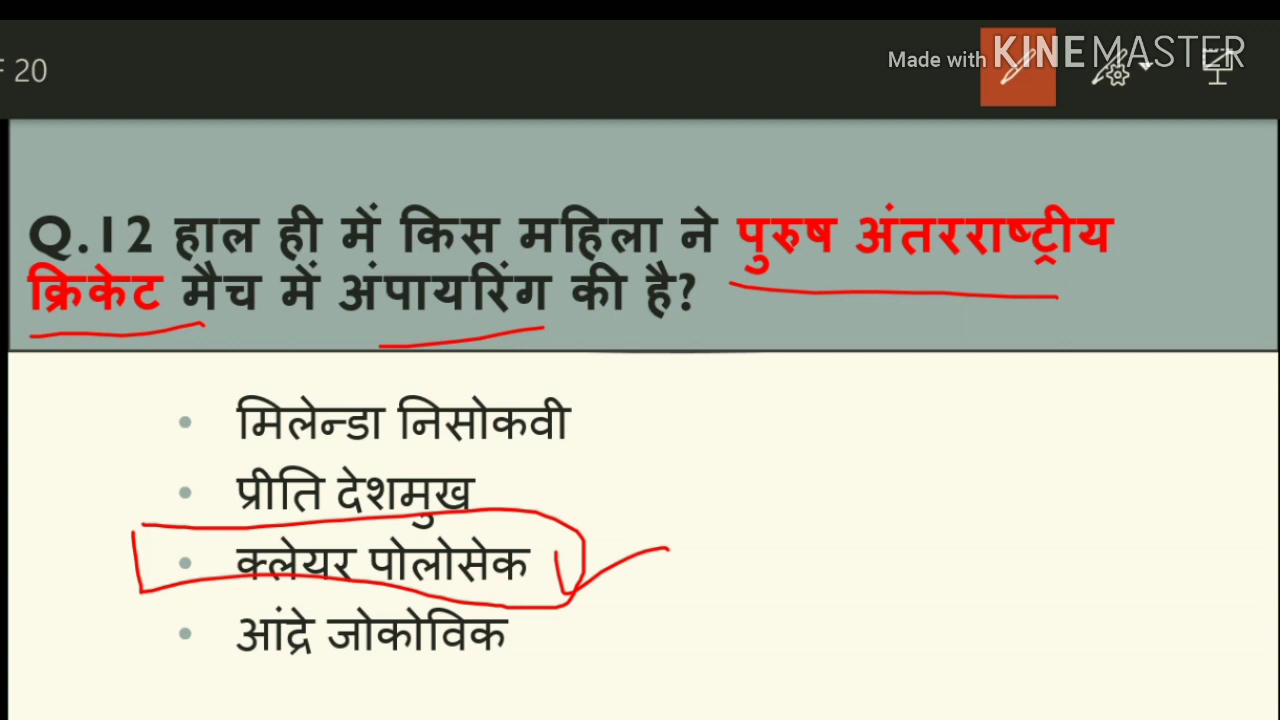 Made with KINEMASTER
F 20
Q.12 हाल ही में किस महिला ने पुरुष अंतरराष्ट्रीय
क्रिकेट मैच में अंपायरिंग की है?
• मिलेन्डा निसोकवी
• प्रीति देशमुख
• क्लेयर पोलोसेक
• आंद्रे जोकोविक